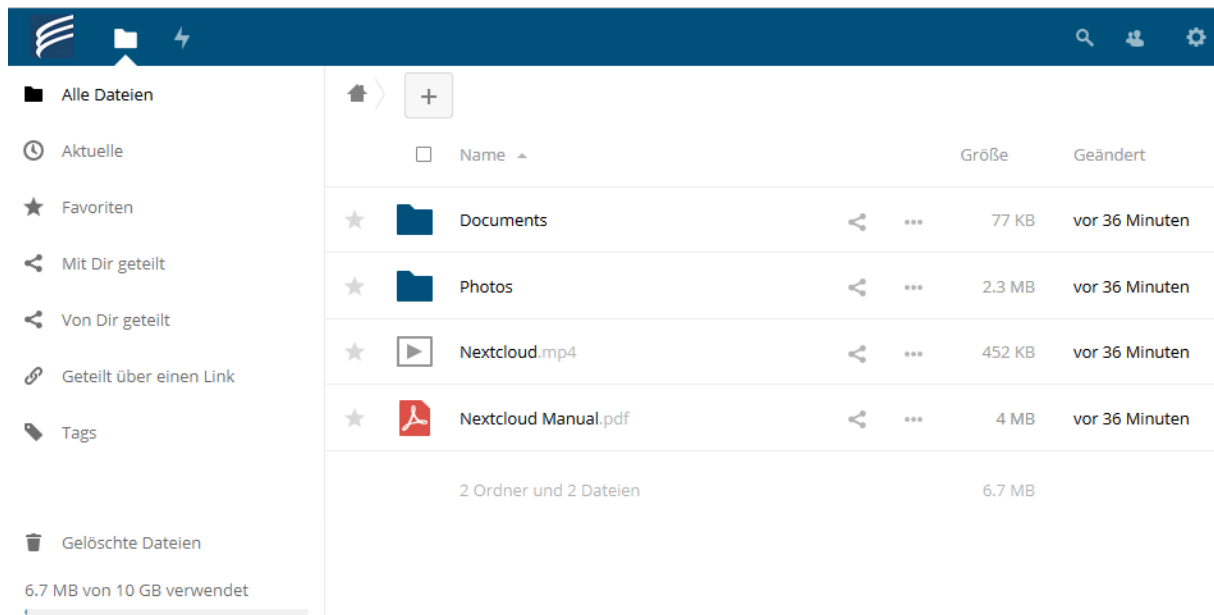 Alle Dateien
Aktuelle
Favoriten
Mit Dir geteilt
Von Dir geteilt
Geteilt über einen Link
Tags
Gelöschte Dateien
6.7 MB von 10 GB verwendet
+
Name Größe Geändert
Documents 77 KB vor 36 Minuten
Photos 2.3 MB vor 36 Minuten
Nextcloud.mp4 452 KB vor 36 Minuten
Nextcloud Manual.pdf 4 MB vor 36 Minuten
2 Ordner und 2 Dateien 6.7 MB